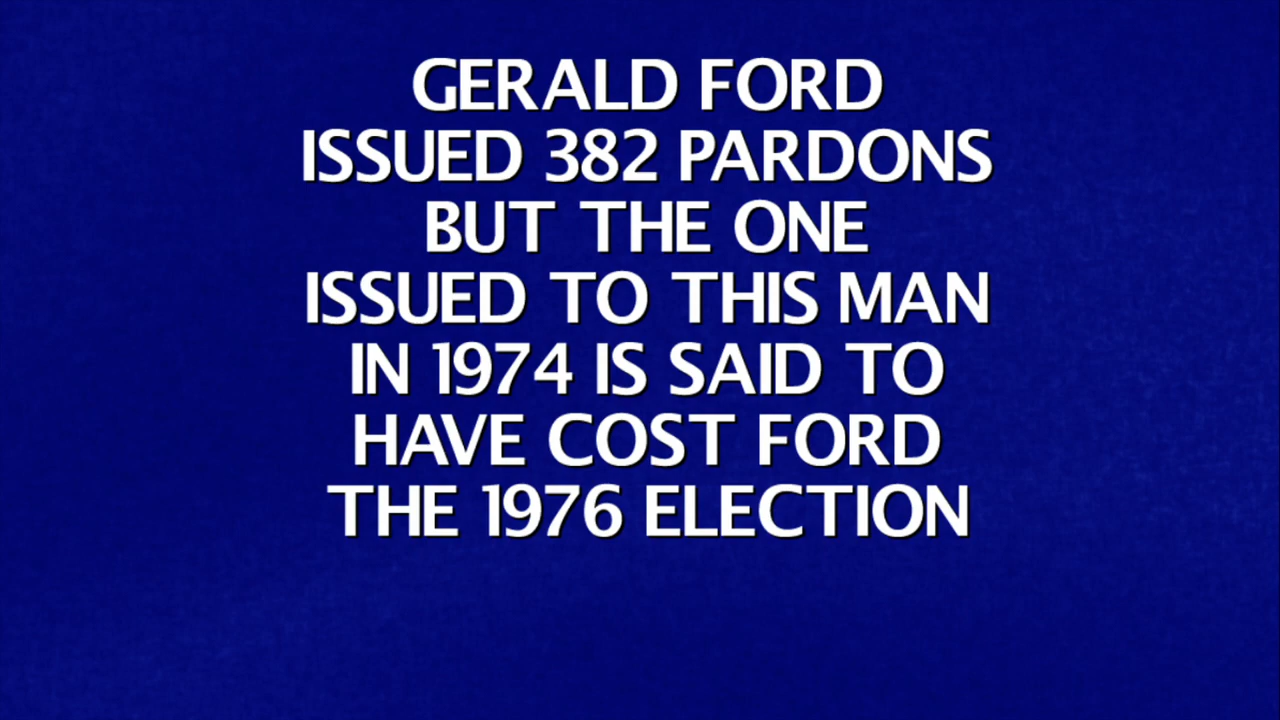 GERALD FORD
ISSUED 382 PARDONS
BUT THE ONE
ISSUED TO THIS MAN
IN 1974 IS SAID TO
HAVE COST FORD
THE 1976 ELECTION